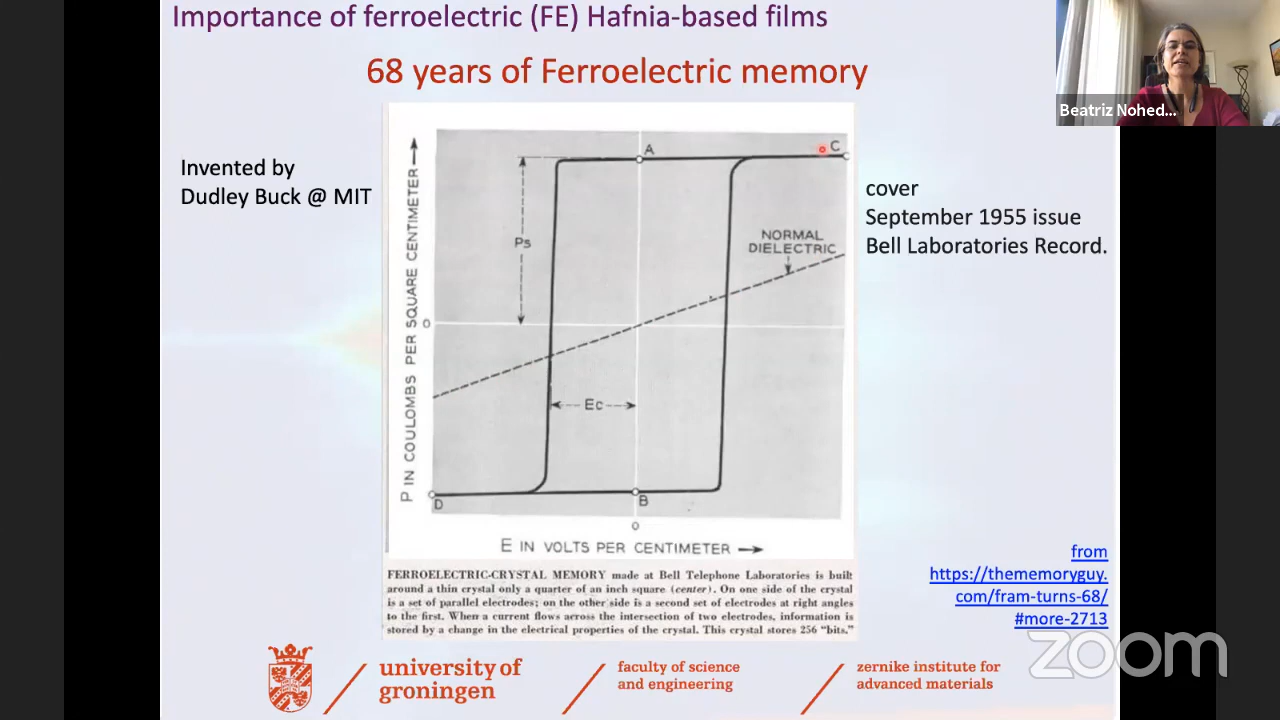 Importance of ferroelectric (FE) Hafnia-based films
68 years of Ferroelectric memory
Beatriz Nohed...
Invented by
Dudley Buck @ MIT
P IN COULOMBS PER SQUARE CENTIMETER
A
C
Ps
NORMAL
DIELECTRIC
0
Ec
D
B
0
E IN VOLTS PER CENTIMETER
cover
September 1955 issue
Bell Laboratories Record.
FERROELECTRIC-CRYSTAL MEMORY made at Bell Telephone Laboratories is built
around a thin crystal only a quarter of an inch square (center). On one side of the crystal
is a set of parallel electrodes; on the other side is a second set of electrodes at right angles
to the first. When a current flows across the intersection of two electrodes, information is
stored by a change in the electrical properties of the crystal. This crystal stores 256 "bits."
from
https://thememoryguy.
com/fram-turns-68/
#more-2713
university of
groningen
faculty of science
and engineering
zernike institute for
advanced materials
zoom